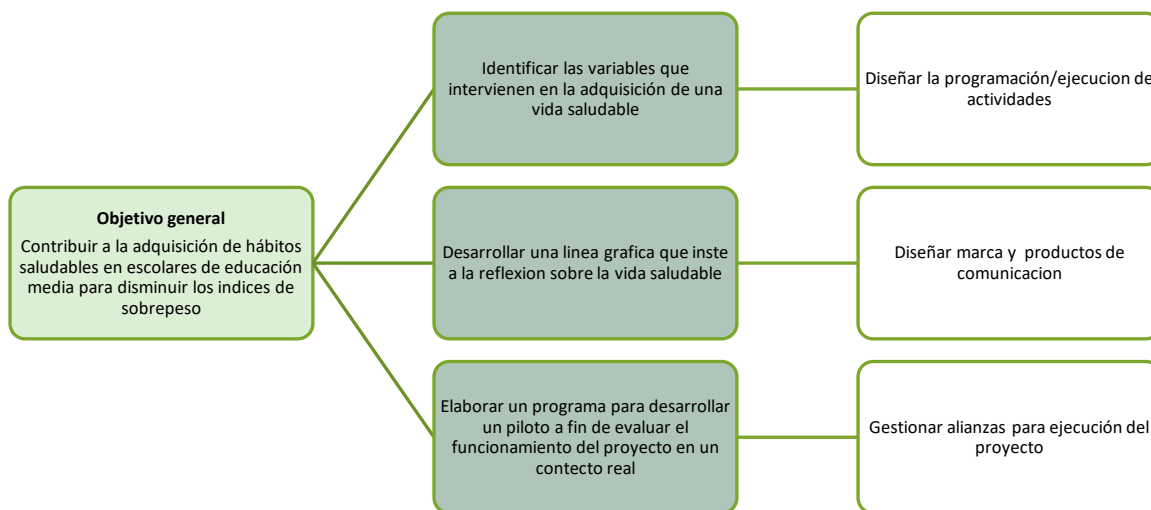 Objetivo general
Contribuir a la adquisición de hábitos
saludables en escolares de educación
media para disminuir los indices de
sobrepeso
Identificar las variables que
intervienen en la adquisición de una
vida saludable
Diseñar la programación/ejecucion de
actividades
Desarrollar una linea grafica que inste
a la reflexion sobre la vida saludable
Diseñar marca y productos de
comunicacion
Elaborar un programa para desarrollar
un piloto a fin de evaluar el
funcionamiento del proyecto en un
contecto real
Gestionar alianzas para ejecución del
proyecto